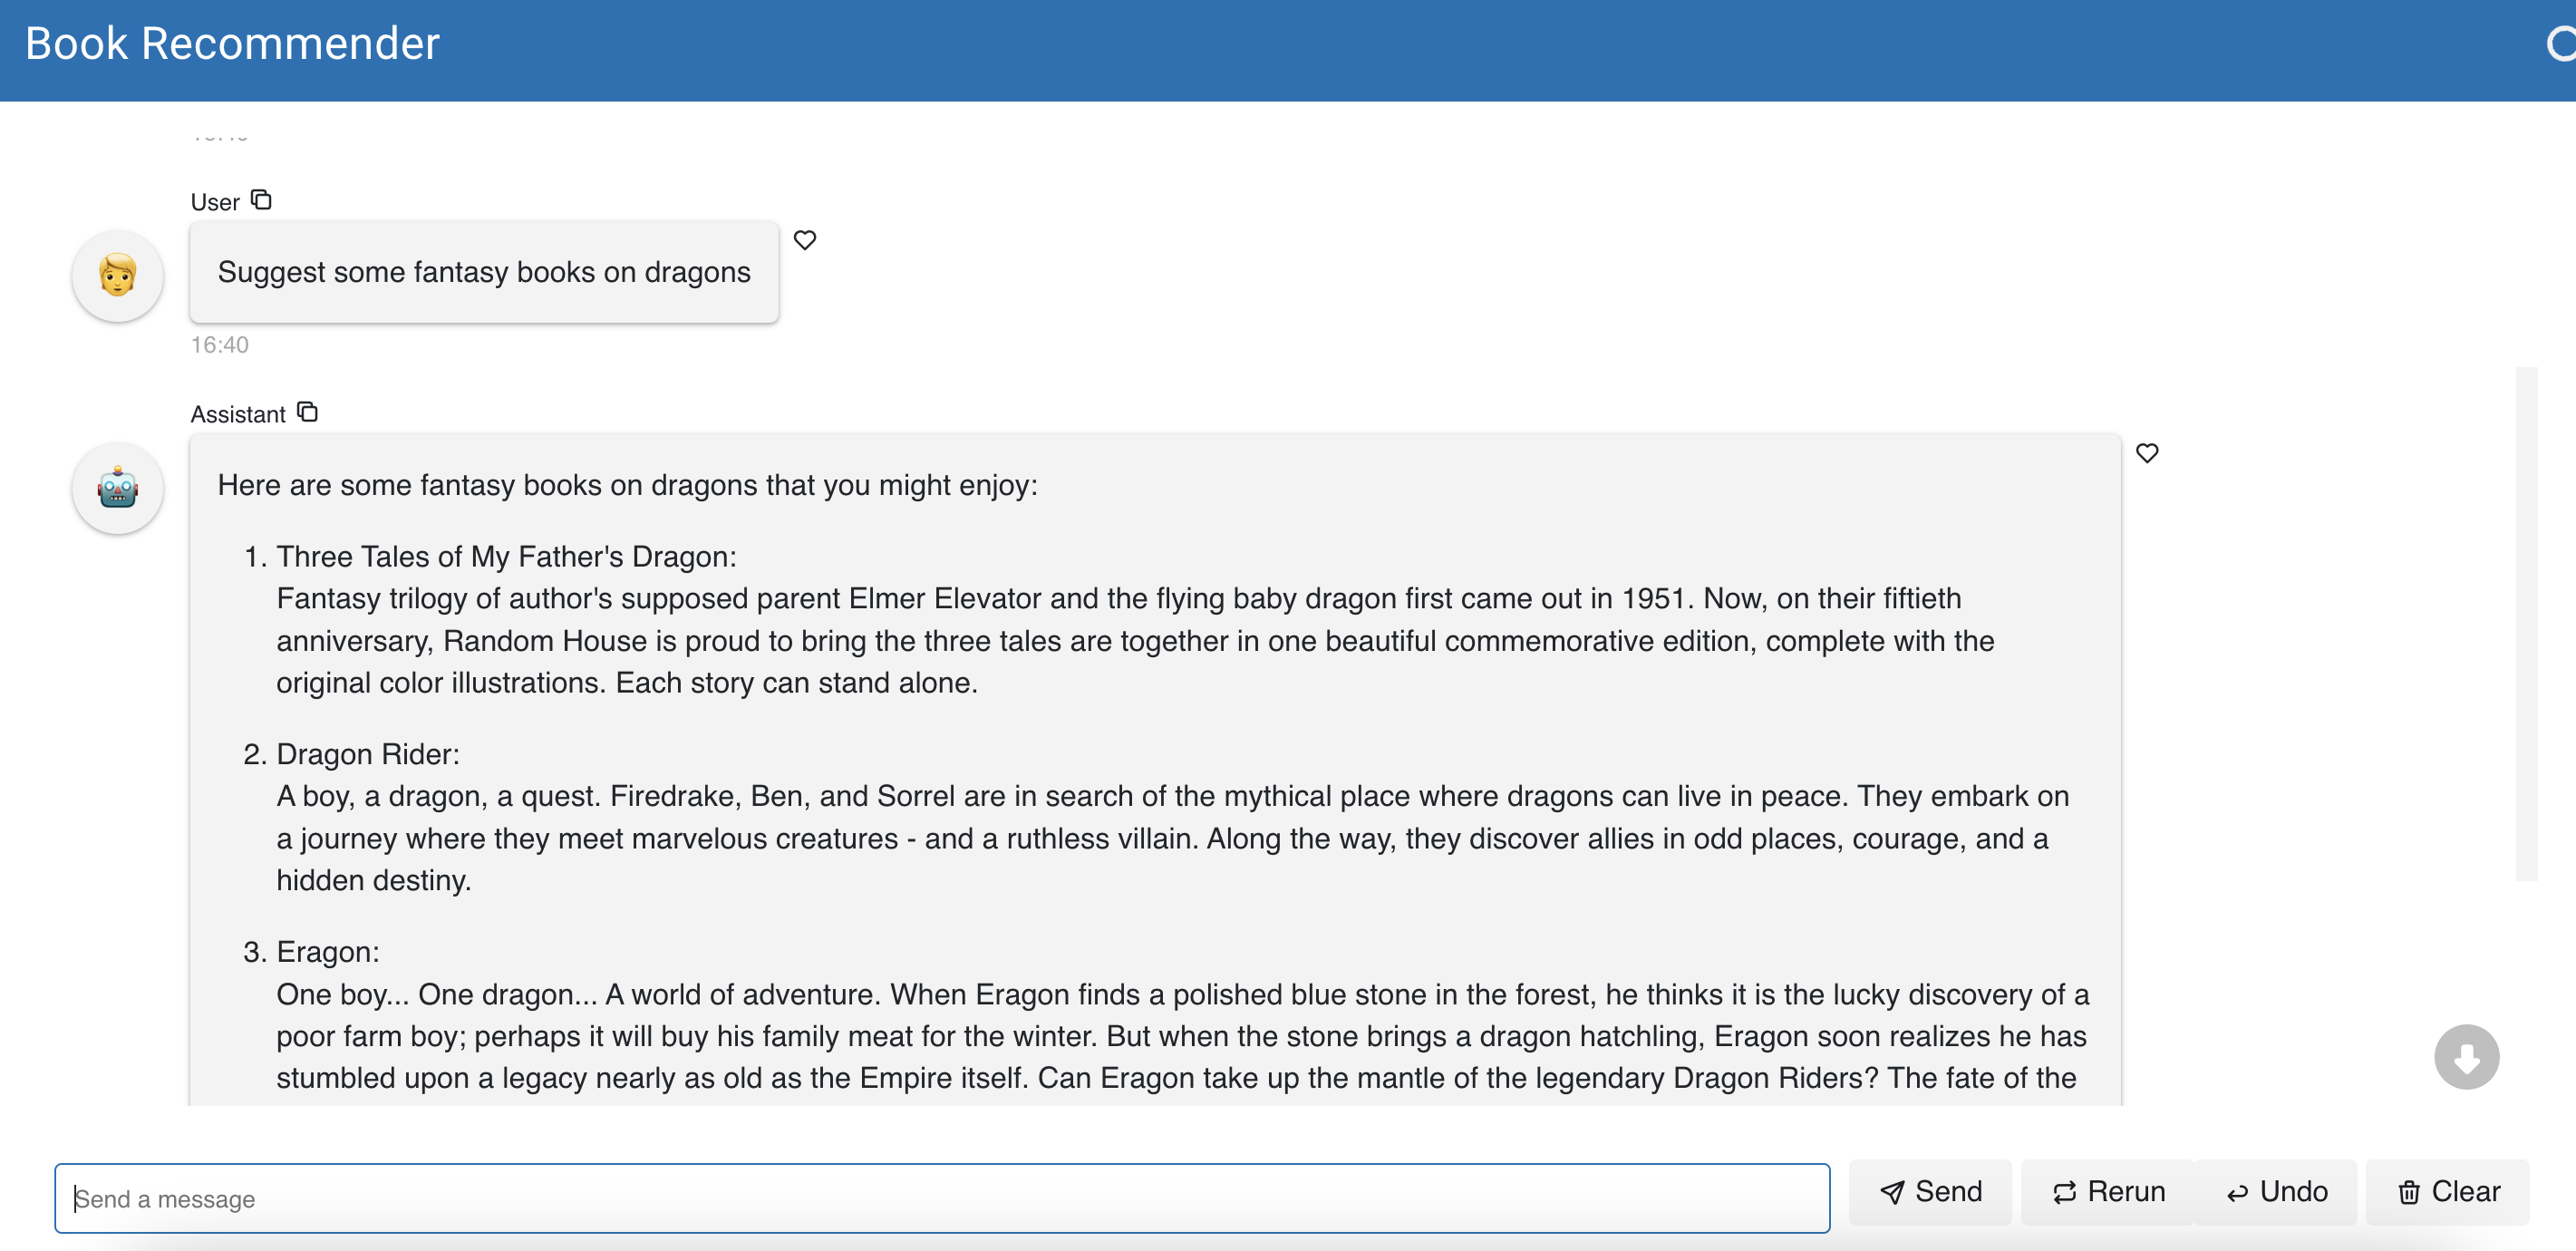 Book Recommender
User
Suggest some fantasy books on dragons
16:40
Assistant
Here are some fantasy books on dragons that you might enjoy:
1. Three Tales of My Father's Dragon:
Fantasy trilogy of author's supposed parent Elmer Elevator and the flying baby dragon first came out in 1951. Now, on their fiftieth
anniversary, Random House is proud to bring the three tales are together in one beautiful commemorative edition, complete with the
original color illustrations. Each story can stand alone.
2. Dragon Rider:
A boy, a dragon, a quest. Firedrake, Ben, and Sorrel are in search of the mythical place where dragons can live in peace. They embark on
a journey where they meet marvelous creatures - and a ruthless villain. Along the way, they discover allies in odd places, courage, and a
hidden destiny.
3. Eragon:
One boy... One dragon... A world of adventure. When Eragon finds a polished blue stone in the forest, he thinks it is the lucky discovery of a
poor farm boy; perhaps it will buy his family meat for the winter. But when the stone brings a dragon hatchling, Eragon soon realizes he has
stumbled upon a legacy nearly as old as the Empire itself. Can Eragon take up the mantle of the legendary Dragon Riders? The fate of the
Send a message
Send
Rerun
Undo
Clear